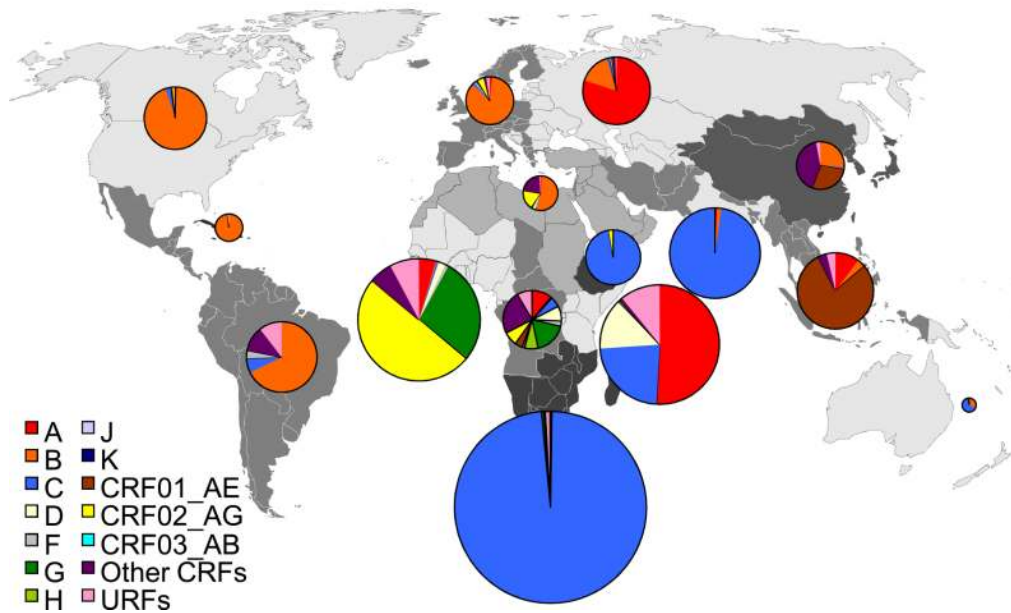 A J
B K
C CRF01_AE
D CRF02_AG
F CRF03_AB
G Other CRFs
H URFs